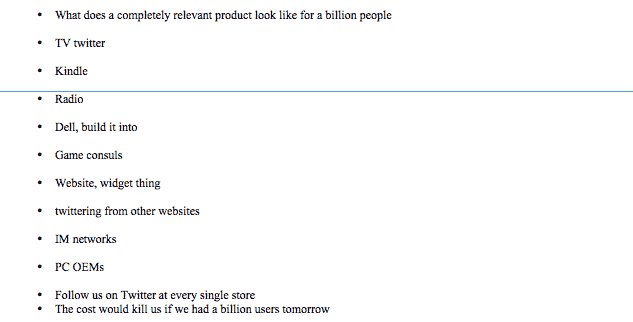 • What does a completely relevant product look like for a billion people
• TV twitter
• Kindle
• Radio
• Dell, build it into
• Game consuls
• Website, widget thing
• twittering from other websites
• IM networks
• PC OEMs
• Follow us on Twitter at every single store
• The cost would kill us if we had a billion users tomorrow